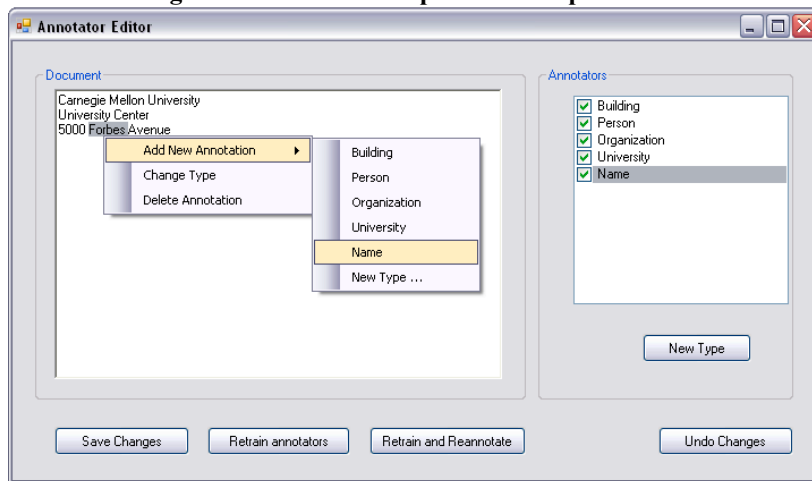 Annotator Editor
Document
Carnegie Mellon University
University Center
5000 Forbes Avenue
Add New Annotation
Change Type
Delete Annotation
Building
Person
Organization
University
Name
New Type ...
Annotators
Building
Person
Organization
University
Name
New Type
Save Changes
Retrain annotators
Retrain and Reannotate
Undo Changes